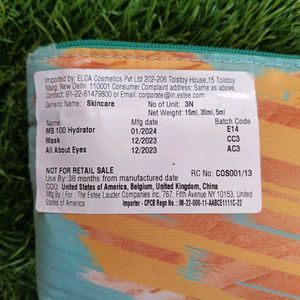 Imported by: ELCA Cosmetics Pvt Ltd 202-206 Tolstoy House,15 Tolstoy
Marg, New Delhi 110001 Consumer Complaint address: Same as above.
Contact: 91-22-61479800 or Email: corporate@in.estee.com
Generic Name: Skincare No of Unit: 3N
Net Weight: 15ml, 30ml, 5ml
Name Mfg date Batch Code
MS 100 Hydrator 01/2024 E14
Mask 12/2023 CC3
All About Eyes 12/2023 AC3
NOT FOR RETAIL SALE RC No: COS001/13
Use By: 36 months from manufactured date
COO: United States of America, Belgium, United Kingdom, China
Mfg By: / For: The Estee Lauder Companies inc, 767, Fifth Avenue NY 10153. United
States of America Importer - CPCB Regn No.: IM-22-000-11-AABCE1111C-22